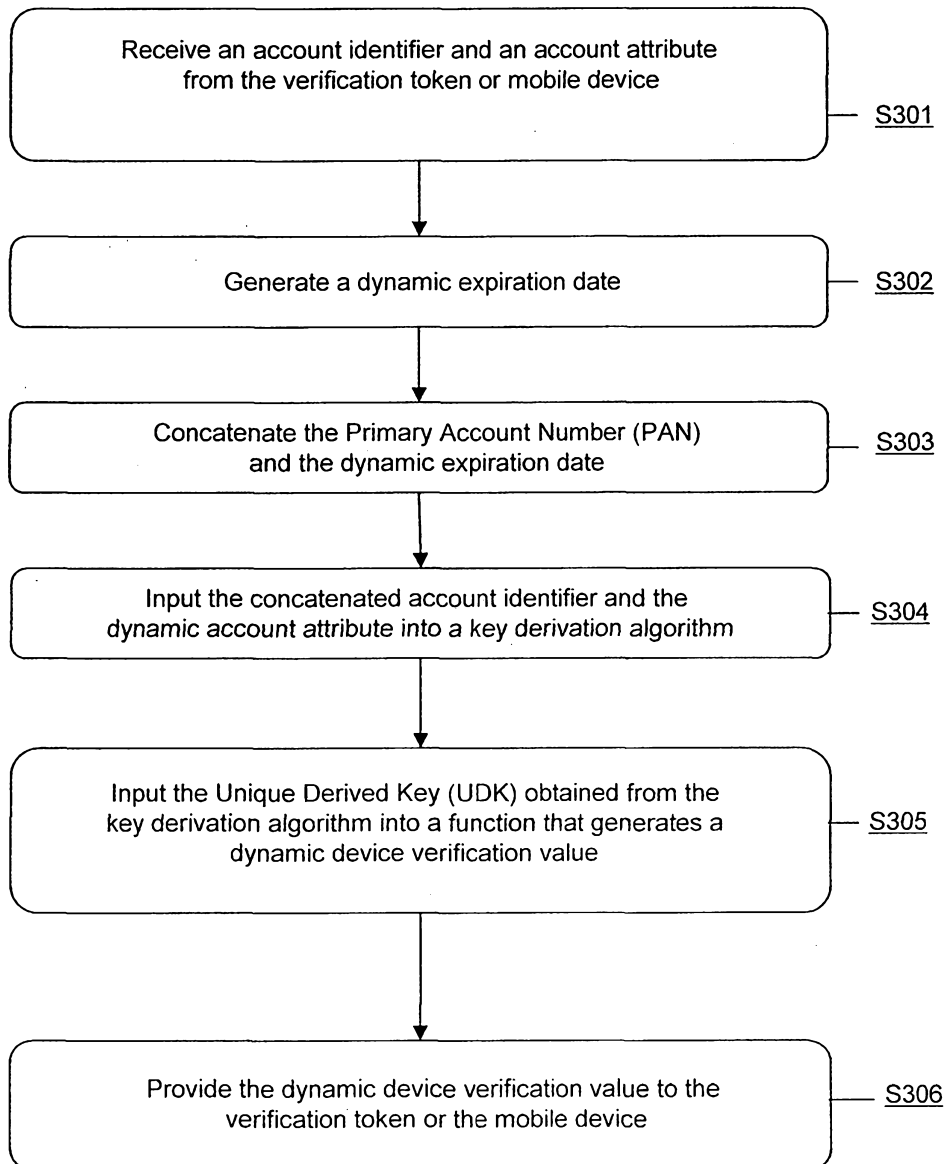 Receive an account identifier and an account attribute
from the verification token or mobile device
S301
Generate a dynamic expiration date
S302
Concatenate the Primary Account Number (PAN)
and the dynamic expiration date
S303
Input the concatenated account identifier and the
dynamic account attribute into a key derivation algorithm
S304
Input the Unique Derived Key (UDK) obtained from the
key derivation algorithm into a function that generates a
dynamic device verification value
S305
Provide the dynamic device verification value to the
verification token or the mobile device
S306